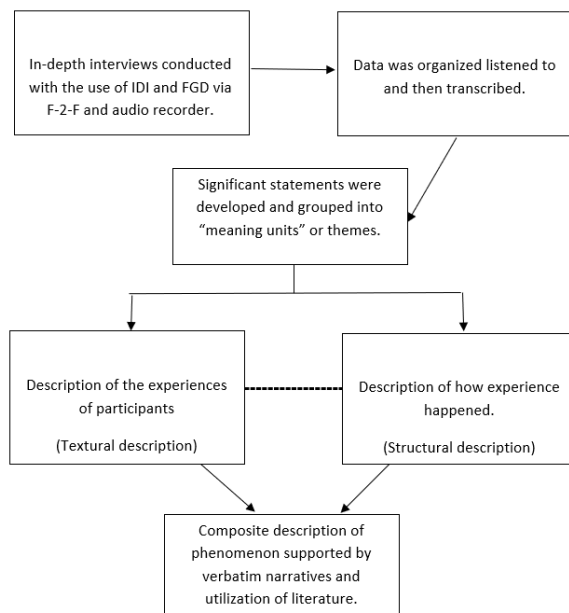 In-depth interviews conducted
with the use of IDI and FGD via
F-2-F and audio recorder.
Data was organized listened to
and then transcribed.
Significant statements were
developed and grouped into
“meaning units” or themes.
Description of the experiences
of participants
(Textural description)
Description of how experience
happened.
(Structural description)
Composite description of
phenomenon supported by
verbatim narratives and
utilization of literature.